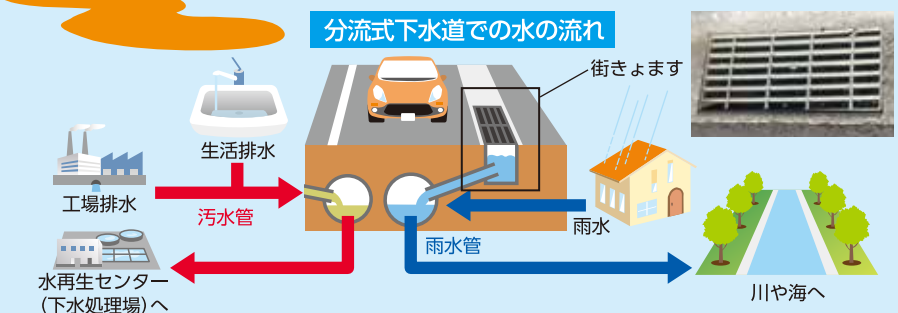 分流式下水道での水の流れ
街きょます
生活排水
工場排水
汚水管
雨水
雨水管
水再生センター
(下水処理場)へ
川や海へ